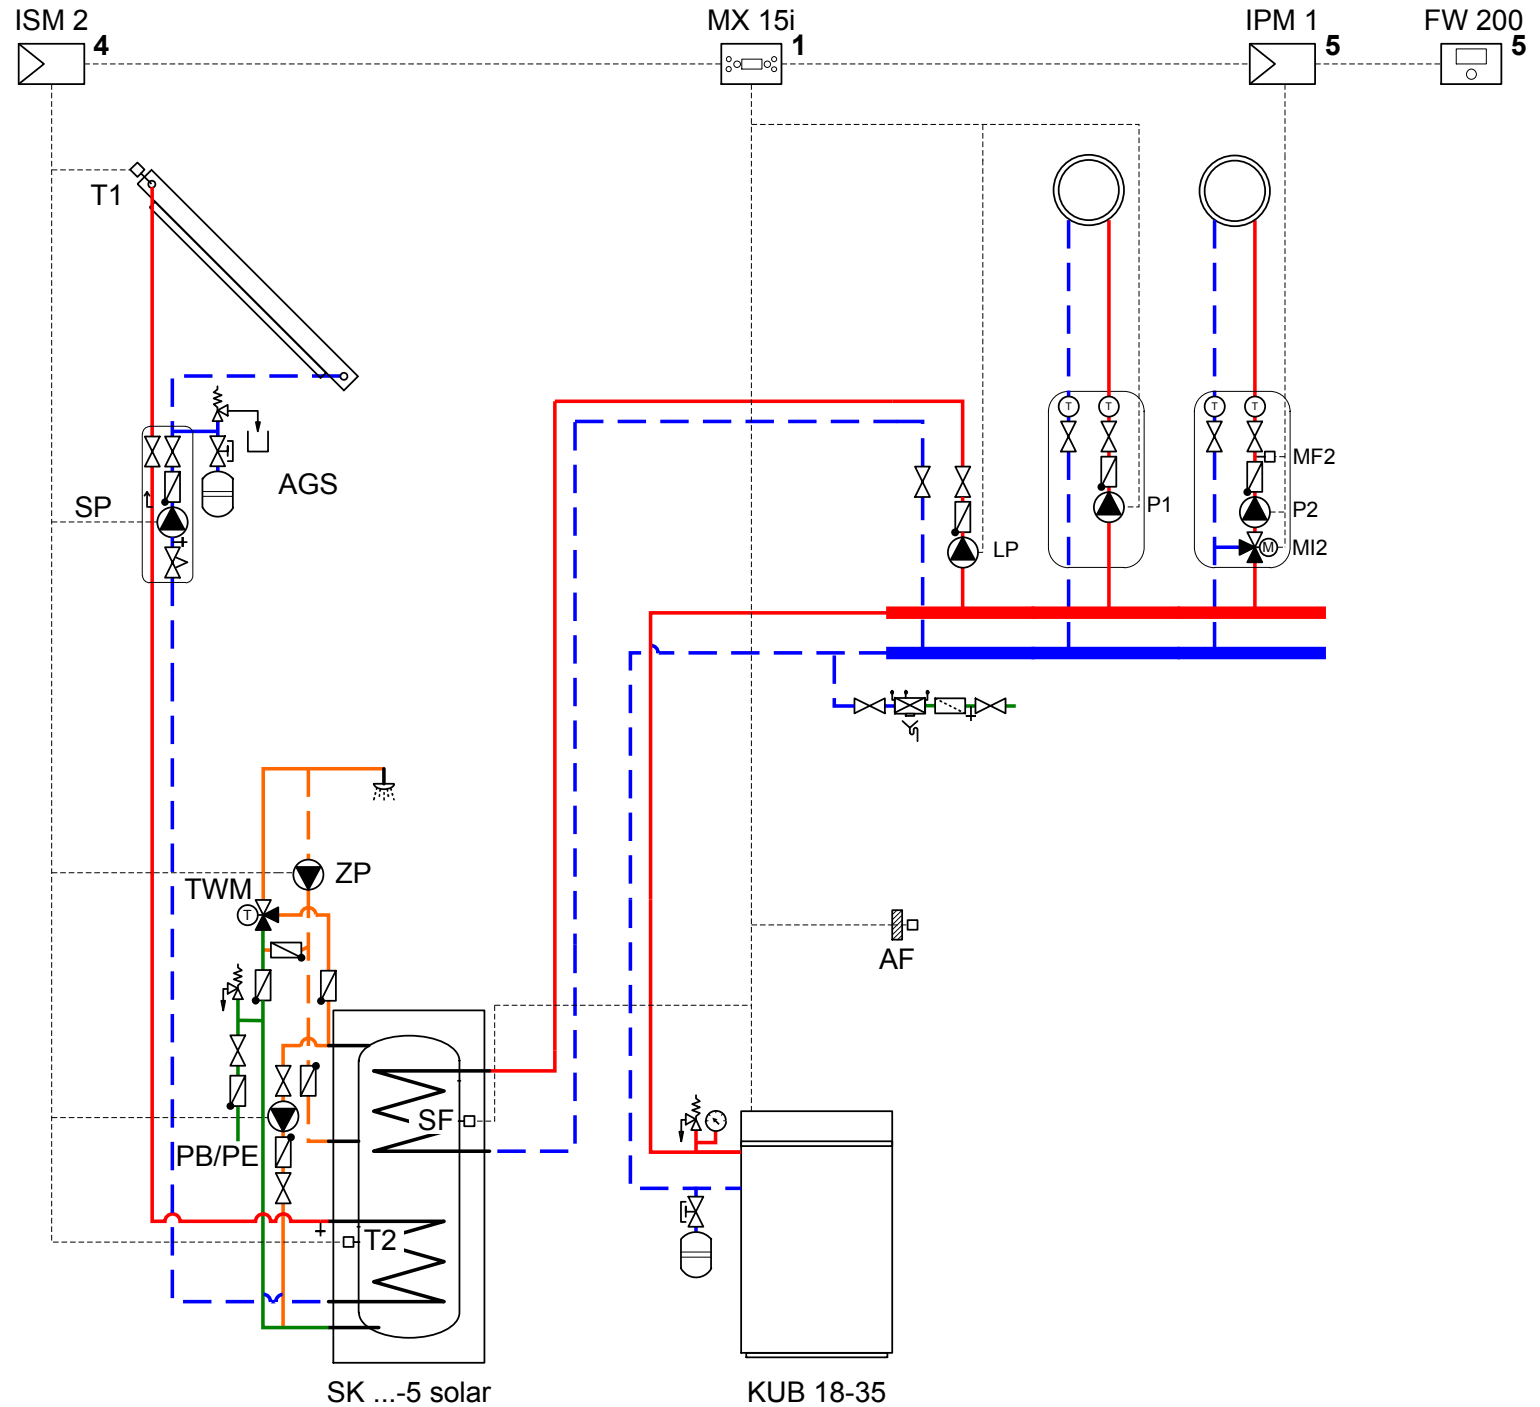 ISM 2
4
MX 15i
1
IPM 1
5
FW 200
5
T1
AGS
SP
T
T
T
T
MF2
P1
P2
M
MI2
LP
ZP
TWM
T
AF
SF
PB/PE
T2
SK ...-5 solar
KUB 18-35